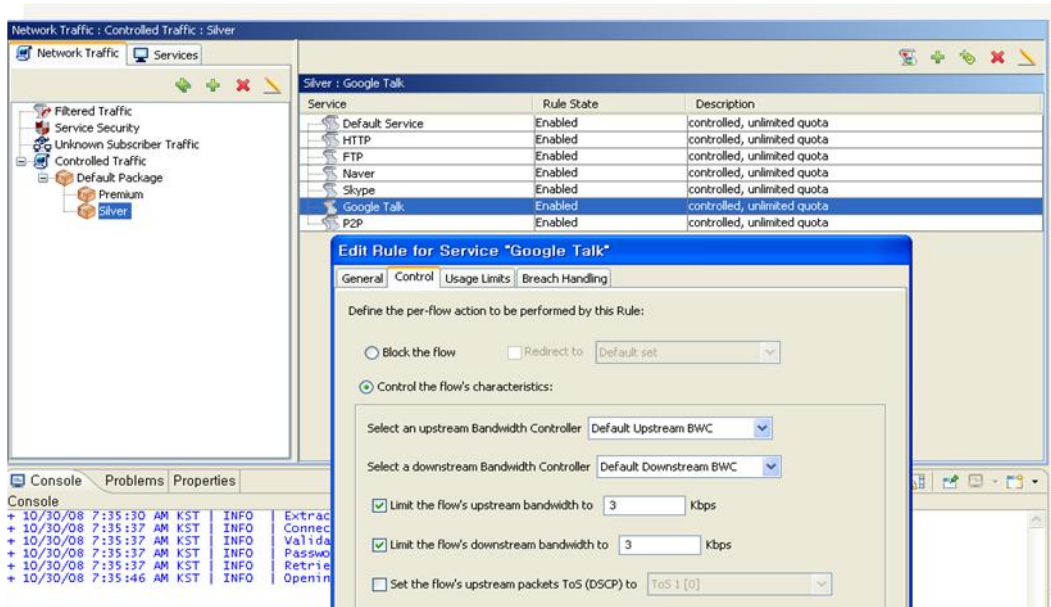 Network Traffic : Controlled Traffic : Silver
Network Traffic
Services
Filtered Traffic
Service Security
Unknown Subscriber Traffic
Controlled Traffic
Default Package
Premium
Silver
Silver : Google Talk
Service Rule State Description
Default Service Enabled controlled, unlimited quota
HTTP Enabled controlled, unlimited quota
FTP Enabled controlled, unlimited quota
Naver Enabled controlled, unlimited quota
Skype Enabled controlled, unlimited quota
Google Talk Enabled controlled, unlimited quota
P2P Enabled controlled, unlimited quota
Edit Rule for Service "Google Talk"
General Control Usage Limits Breach Handling
Define the per-flow action to be performed by this Rule:
Block the flow Redirect to Default set
Control the flow's characteristics:
Select an upstream Bandwidth Controller Default Upstream BWC
Select a downstream Bandwidth Controller Default Downstream BWC
Limit the flow's upstream bandwidth to 3 Kbps
Limit the flow's downstream bandwidth to 3 Kbps
Set the flow's upstream packets ToS (DSCP) to ToS 1 [0]
Console Problems Properties
Console
+ 10/30/08 7:35:30 AM KST | INFO | Extrac
+ 10/30/08 7:35:37 AM KST | INFO | Connec
+ 10/30/08 7:35:37 AM KST | INFO | Valida
+ 10/30/08 7:35:37 AM KST | INFO | Passwo
+ 10/30/08 7:35:37 AM KST | INFO | Retrie
+ 10/30/08 7:35:46 AM KST | INFO | Openin